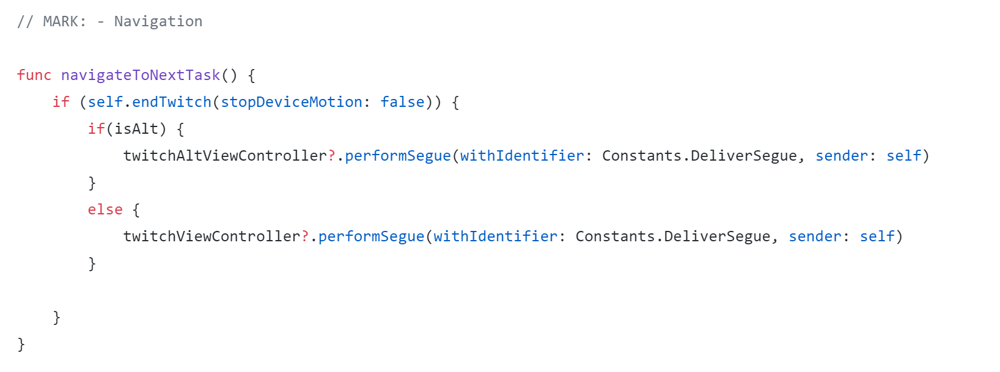 // MARK: - Navigation
func navigateToNextTask() {
if (self.endTwitch(stopDeviceMotion: false)) {
if(isAlt) {
twitchAltViewController?.performSegue(withIdentifier: Constants.DeliverSegue, sender: self)
}
else {
twitchViewController?.performSegue(withIdentifier: Constants.DeliverSegue, sender: self)
}
}
}